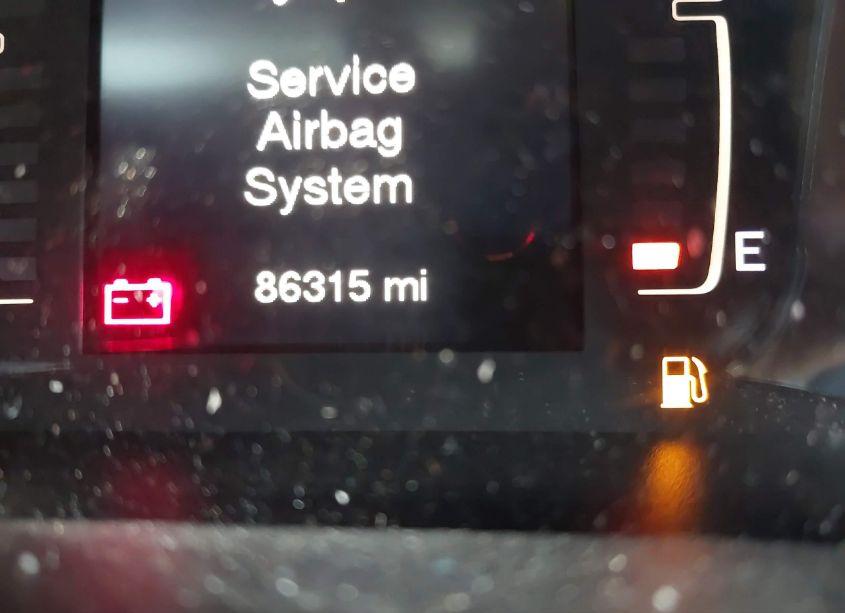 Service
Airbag
System
86315 mi
E